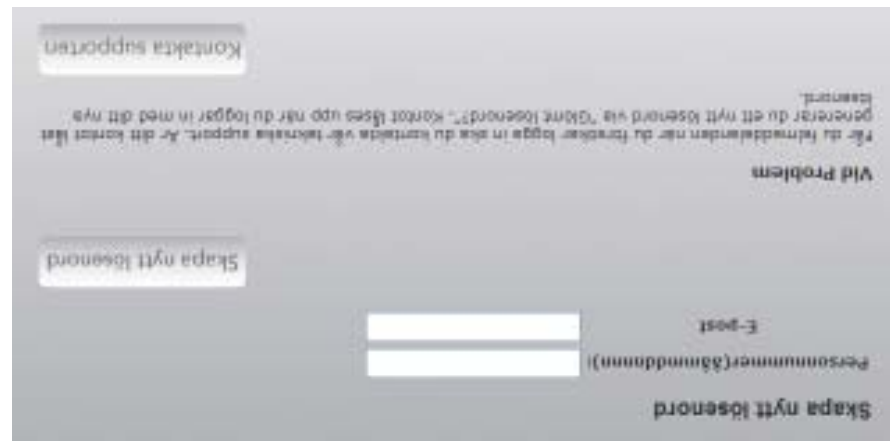 Skapa nytt lösenord
Personnummer(ååmmddnnnn):
E-post
Skapa nytt lösenord
Vid Problem
Får du felmeddelanden när du försöker logga in ska du kontakta vår tekniska support. Är ditt kontot låst
genererar du ett nytt lösenord via "Glömt lösenord?". Kontot låses upp när du loggar in med ditt nya
lösenord.
Kontakta supporten